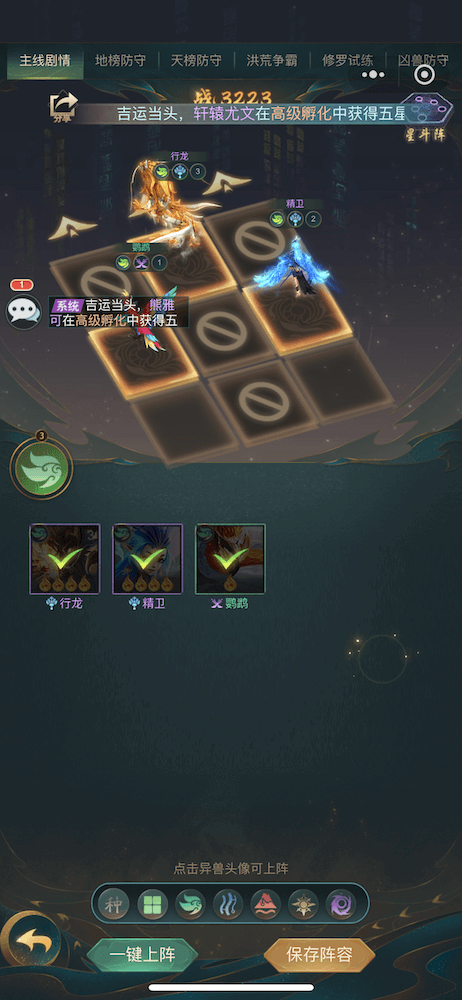 主线剧情 地榜防守 天榜防守 洪荒争霸 修罗试炼 凶兽防守
战3223
分享
吉运当头，轩辕尤文在高级孵化中获得五星
星斗阵
行龙
3
精卫
2
鹦鹉
1
1
系统 吉运当头，熊雅
可在高级孵化中获得五
3
行龙 精卫 鹦鹉
点击异兽头像可上阵
种
一键上阵 保存阵容